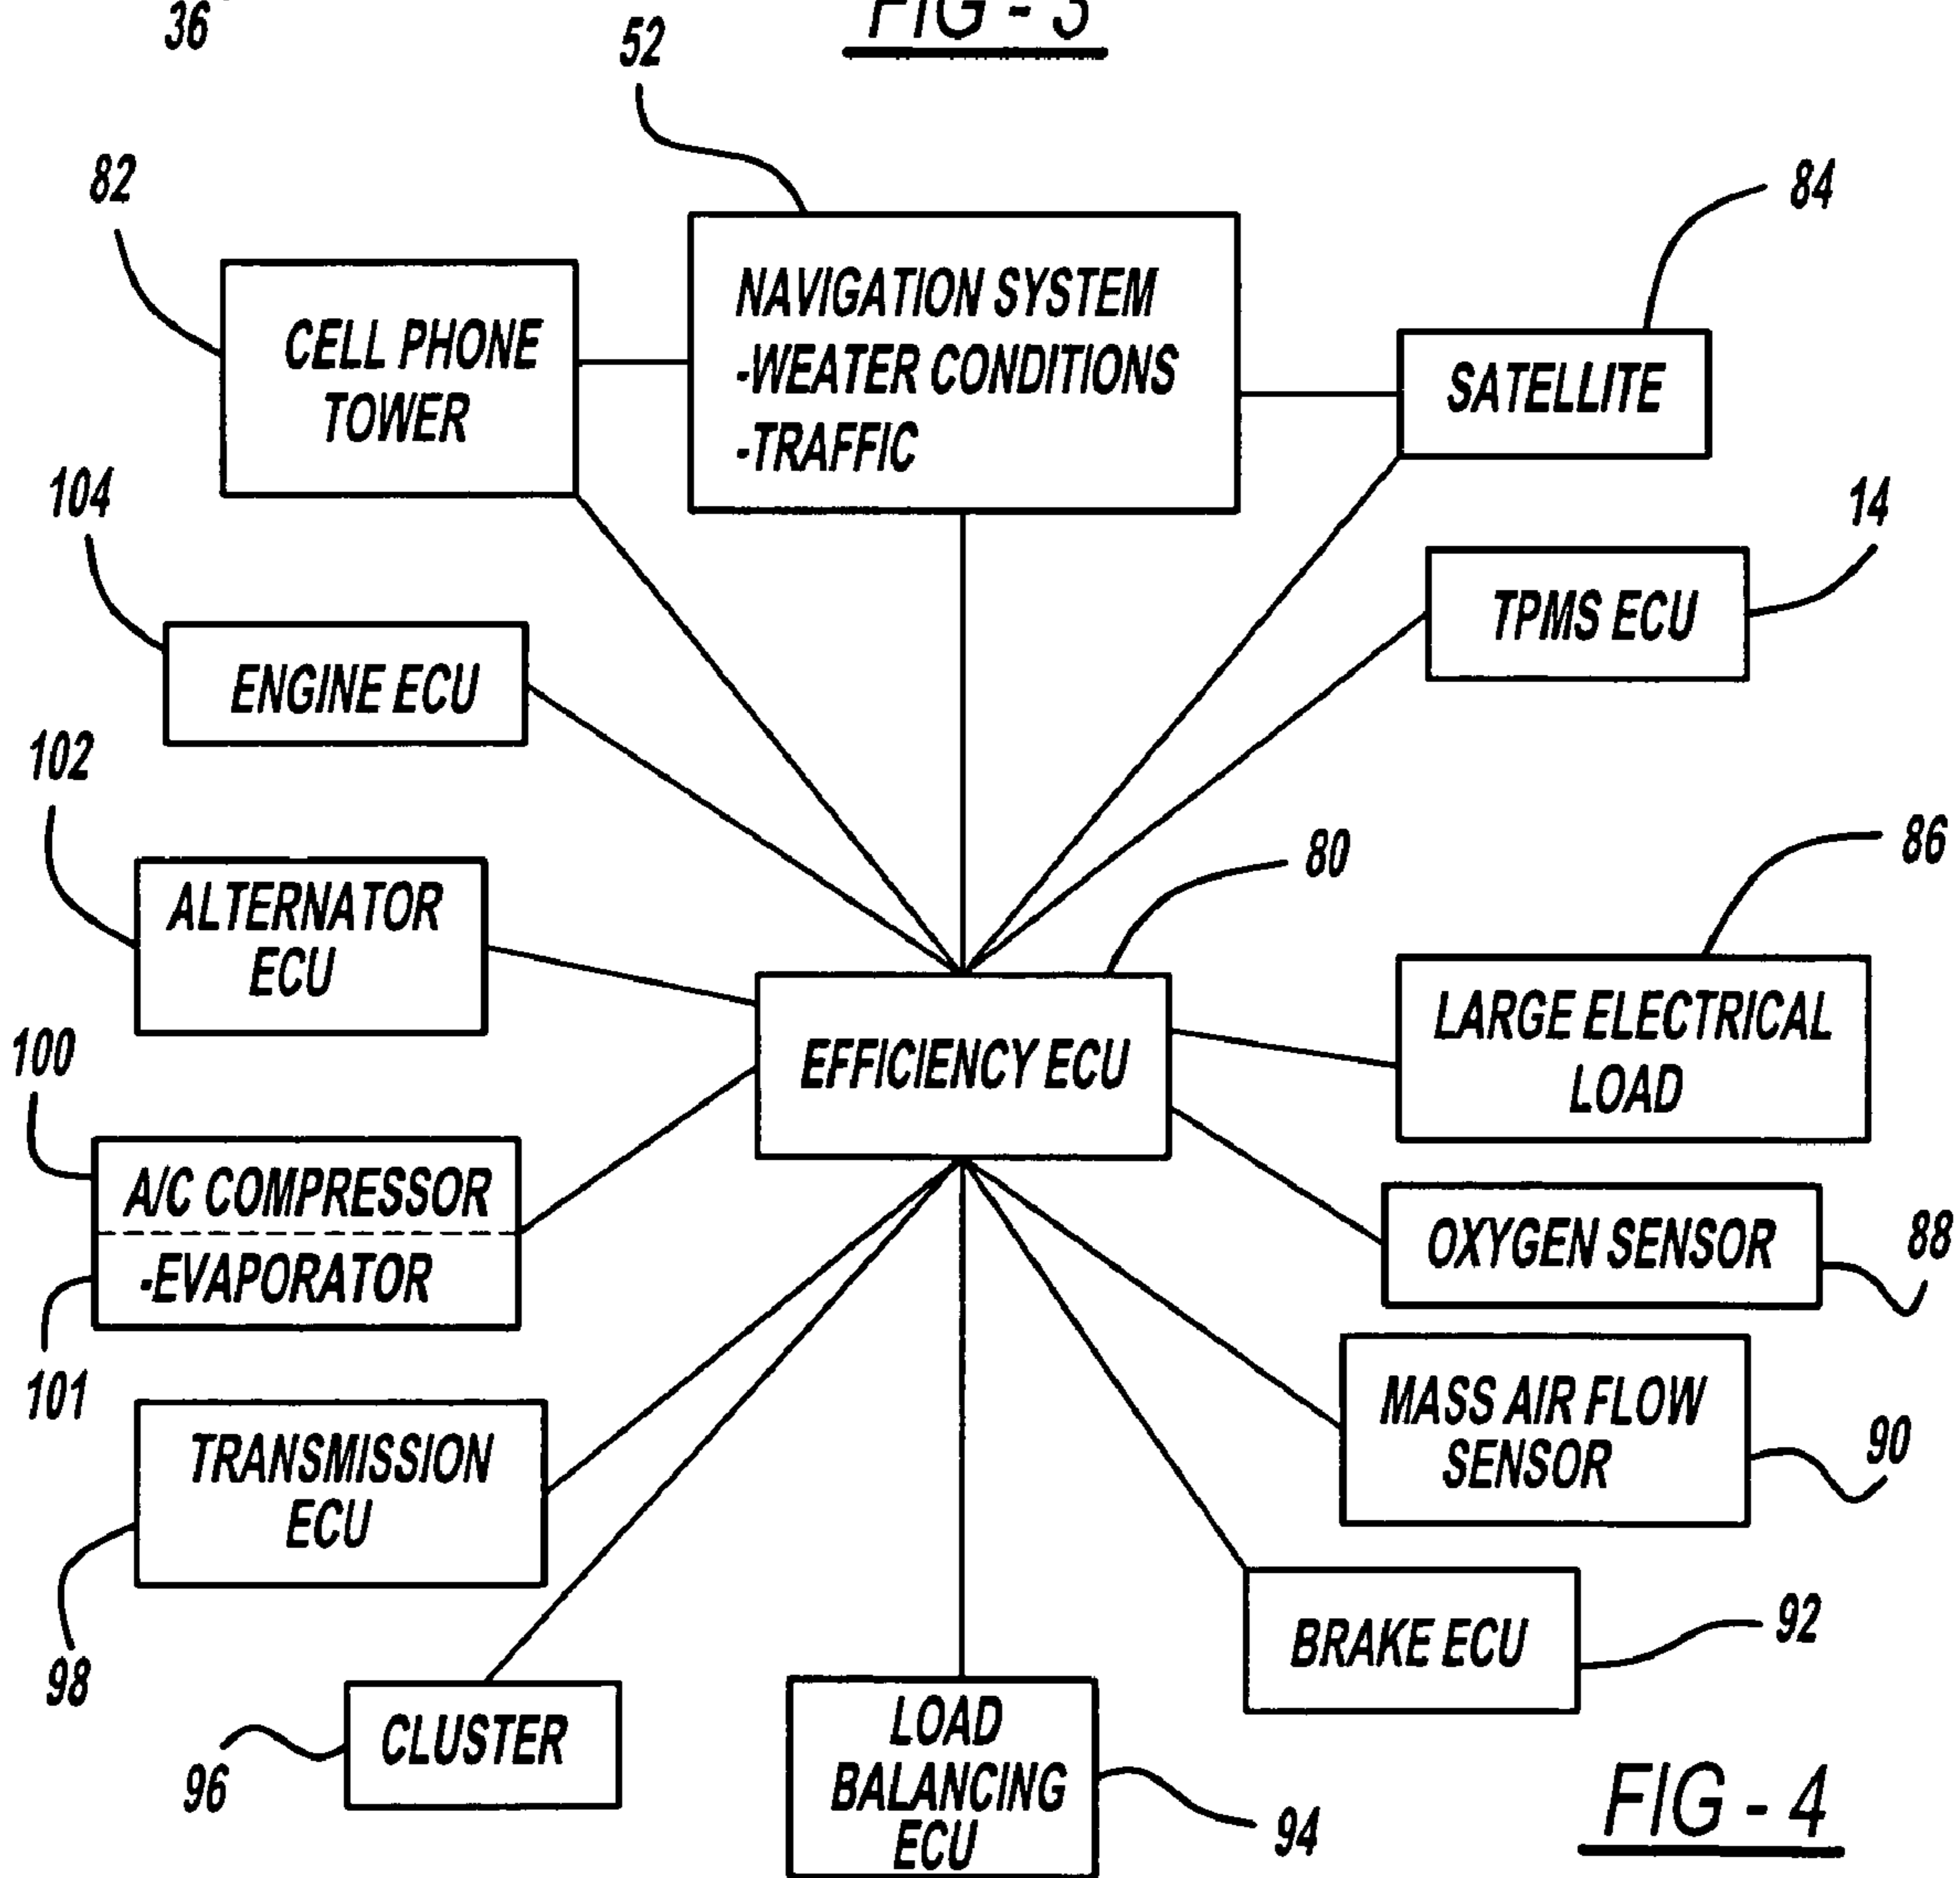 36
FIG - 3
52
82
84
CELL PHONE
TOWER
NAVIGATION SYSTEM
-WEATER CONDITIONS
-TRAFFIC
SATELLITE
104
14
ENGINE ECU
TPMS ECU
102
80
86
ALTERNATOR
ECU
EFFICIENCY ECU
LARGE ELECTRICAL
LOAD
100
A/C COMPRESSOR
-EVAPORATOR
101
OXYGEN SENSOR
88
MASS AIR FLOW
SENSOR
90
TRANSMISSION
ECU
98
BRAKE ECU
92
CLUSTER
96
LOAD
BALANCING
ECU
94
FIG - 4